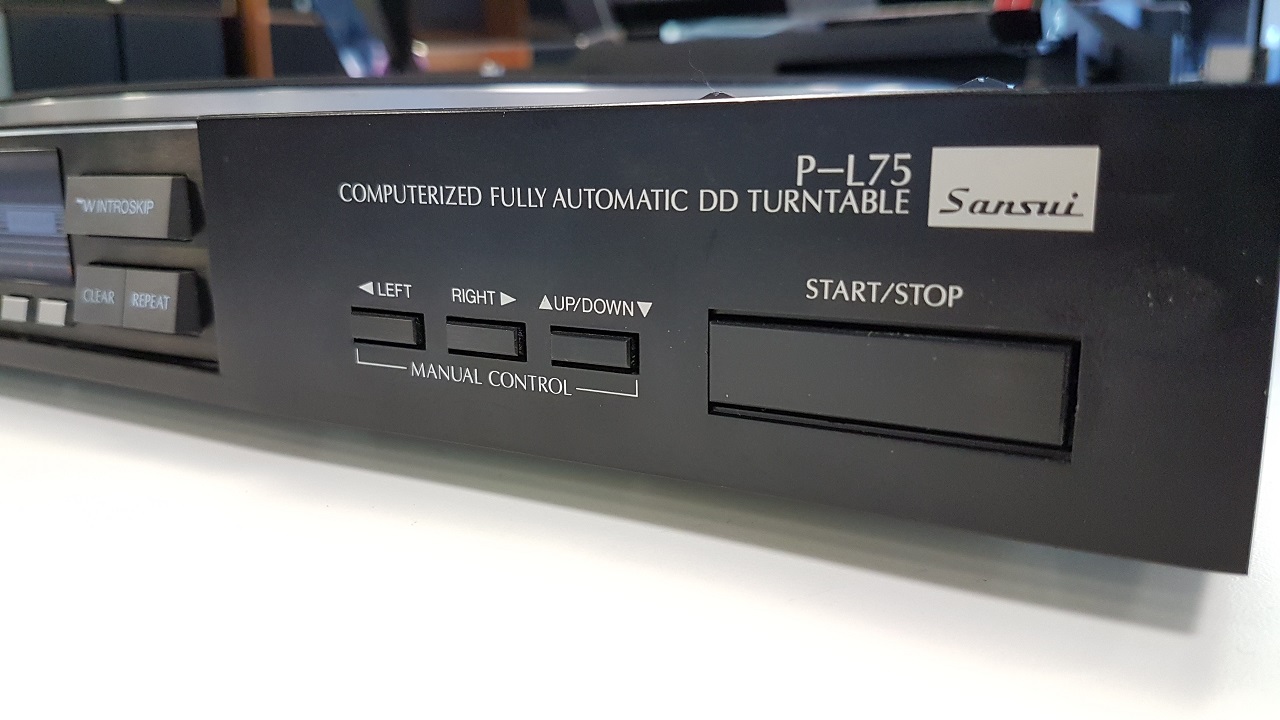 P–L75
COMPUTERIZED FULLY AUTOMATIC DD TURNTABLE
Sansui
INTROSKIP
CLEAR REPEAT
◀ LEFT RIGHT ▶ ▲UP/DOWN▼
MANUAL CONTROL
START/STOP